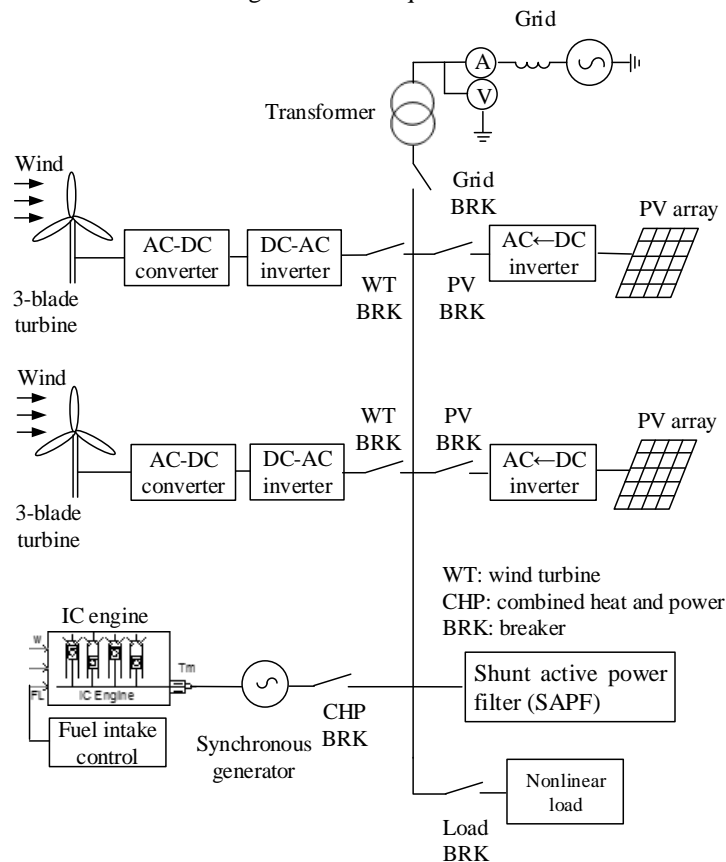 Grid
A
V
Transformer
Grid
BRK
Wind
3-blade
turbine
AC-DC
converter
DC-AC
inverter
WT
BRK
PV
BRK
AC←DC
inverter
PV array
Wind
3-blade
turbine
AC-DC
converter
DC-AC
inverter
WT
BRK
PV
BRK
AC←DC
inverter
PV array
WT: wind turbine
CHP: combined heat and power
BRK: breaker
IC engine
w
FL
IC Engine
Tm
Fuel intake
control
Synchronous
generator
CHP
BRK
Shunt active power
filter (SAPF)
Load
BRK
Nonlinear
load